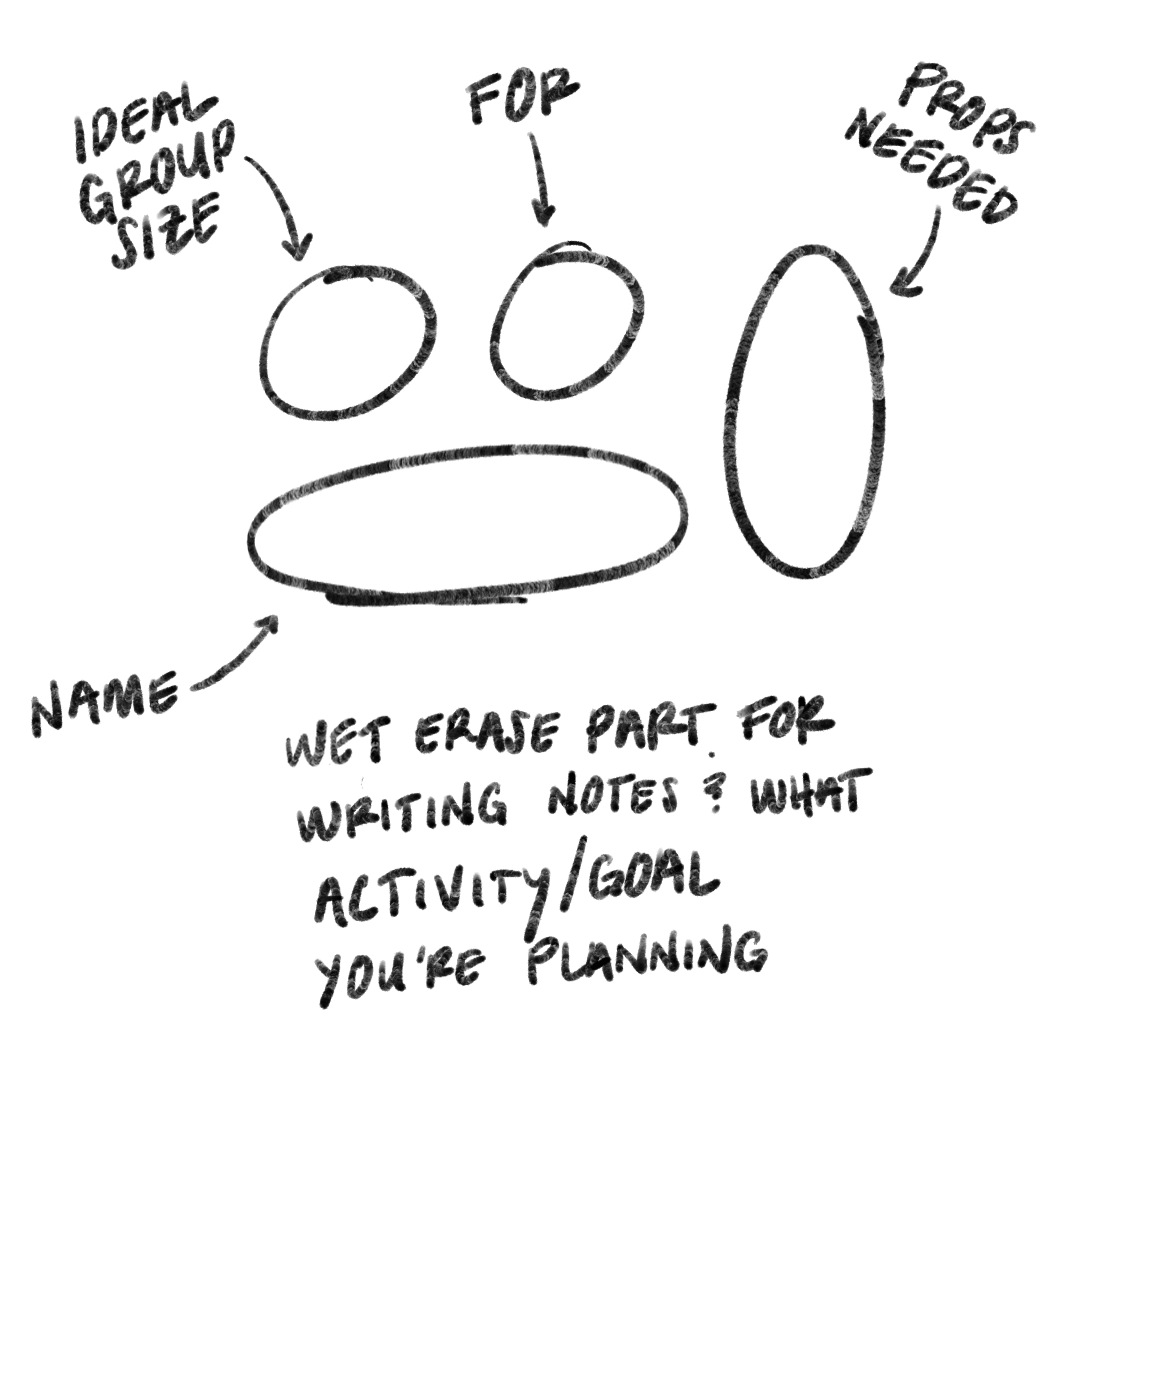 IDEAL
GROUP
SIZE
FOR
PROPS
NEEDED
NAME
WET ERASE PART FOR
WRITING NOTES? WHAT
ACTIVITY/GOAL
YOU'RE PLANNING